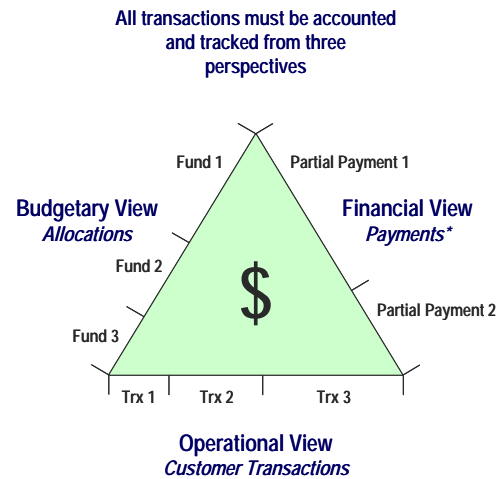 All transactions must be accounted
and tracked from three
perspectives
Fund 1
Partial Payment 1
Budgetary View
Allocations
Financial View
Payments*
Fund 2
$
Partial Payment 2
Fund 3
Trx 1
Trx 2
Trx 3
Operational View
Customer Transactions